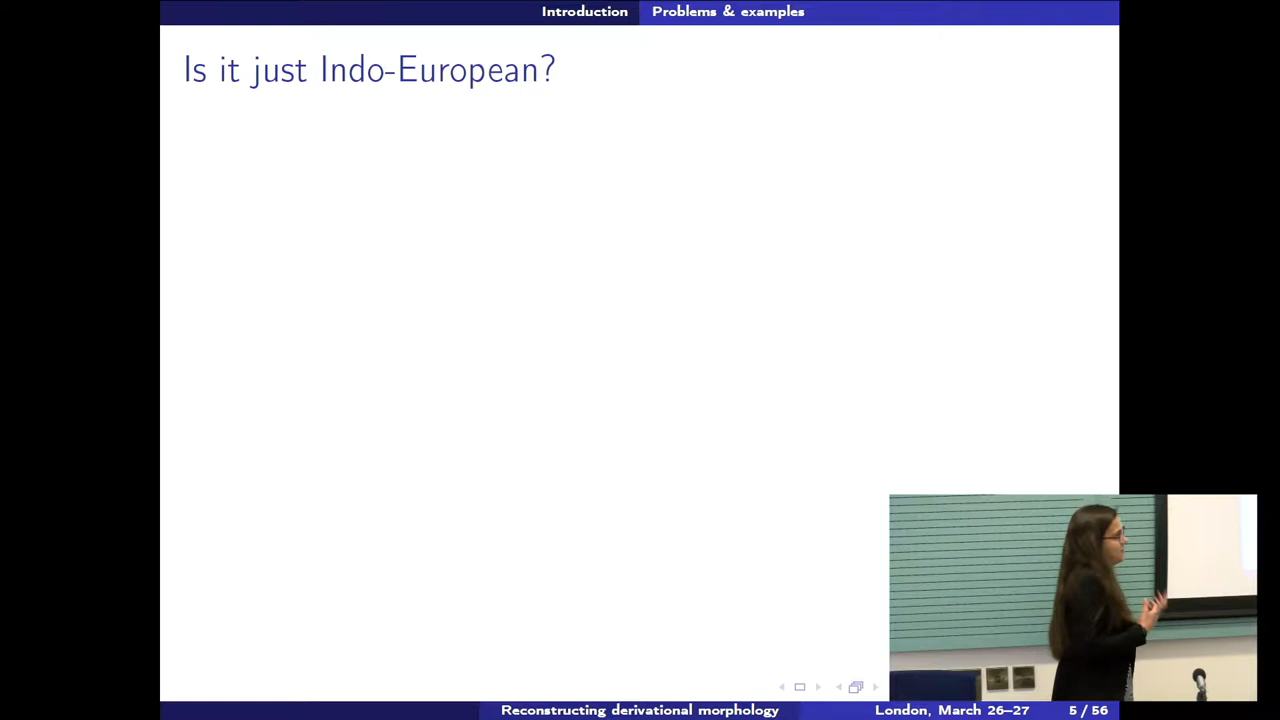 Introduction Problems & examples
Is it just Indo-European?
Reconstructing derivational morphology London, March 26–27 5 / 56